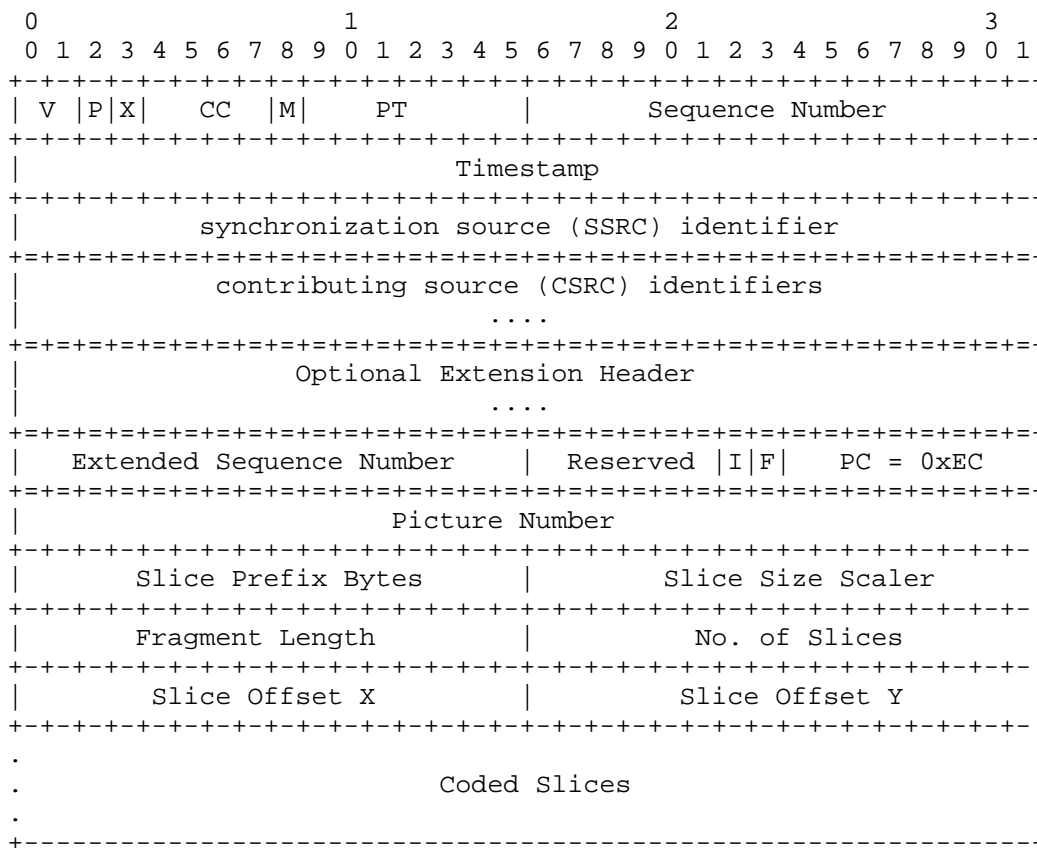 0                   1                   2                   3
 0 1 2 3 4 5 6 7 8 9 0 1 2 3 4 5 6 7 8 9 0 1 2 3 4 5 6 7 8 9 0 1
+-+-+-+-+-+-+-+-+-+-+-+-+-+-+-+-+-+-+-+-+-+-+-+-+-+-+-+-+-+-+-+-
| V |P|X|   CC  |M|    PT       |       Sequence Number
+-+-+-+-+-+-+-+-+-+-+-+-+-+-+-+-+-+-+-+-+-+-+-+-+-+-+-+-+-+-+-+-
|                           Timestamp
+-+-+-+-+-+-+-+-+-+-+-+-+-+-+-+-+-+-+-+-+-+-+-+-+-+-+-+-+-+-+-+-
|           synchronization source (SSRC) identifier
+=+=+=+=+=+=+=+=+=+=+=+=+=+=+=+=+=+=+=+=+=+=+=+=+=+=+=+=+=+=+=+=
|            contributing source (CSRC) identifiers
|                             ....
+=+=+=+=+=+=+=+=+=+=+=+=+=+=+=+=+=+=+=+=+=+=+=+=+=+=+=+=+=+=+=+=
|                 Optional Extension Header
|                             ....
+=+=+=+=+=+=+=+=+=+=+=+=+=+=+=+=+=+=+=+=+=+=+=+=+=+=+=+=+=+=+=+=
|   Extended Sequence Number    |  Reserved |I|F|   PC = 0xEC
+=+=+=+=+=+=+=+=+=+=+=+=+=+=+=+=+=+=+=+=+=+=+=+=+=+=+=+=+=+=+=+=
|                       Picture Number
+-+-+-+-+-+-+-+-+-+-+-+-+-+-+-+-+-+-+-+-+-+-+-+-+-+-+-+-+-+-+-+-
|       Slice Prefix Bytes      |        Slice Size Scaler
+-+-+-+-+-+-+-+-+-+-+-+-+-+-+-+-+-+-+-+-+-+-+-+-+-+-+-+-+-+-+-+-
|       Fragment Length         |          No. of Slices
+-+-+-+-+-+-+-+-+-+-+-+-+-+-+-+-+-+-+-+-+-+-+-+-+-+-+-+-+-+-+-+-
|        Slice Offset X         |         Slice Offset Y
+-+-+-+-+-+-+-+-+-+-+-+-+-+-+-+-+-+-+-+-+-+-+-+-+-+-+-+-+-+-+-+-
.
.                          Coded Slices
.
+----------------------------------------------------------------